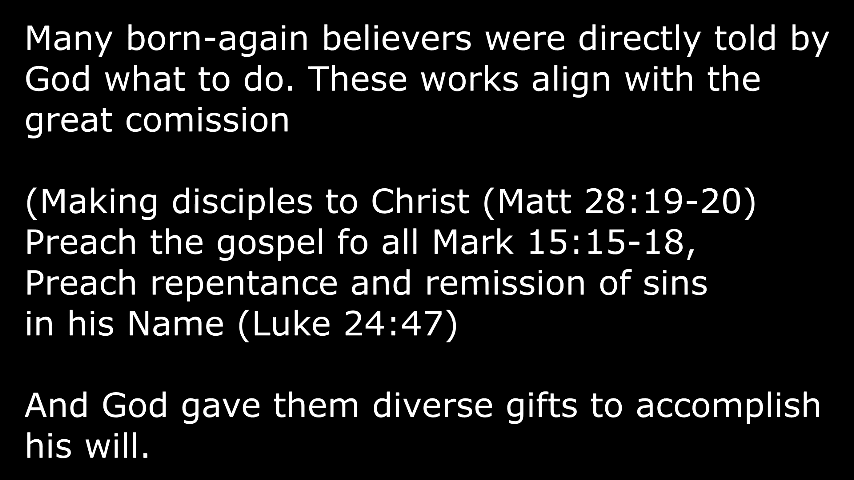 Many born-again believers were directly told by
God what to do. These works align with the
great comission
(Making disciples to Christ (Matt 28:19-20)
Preach the gospel fo all Mark 15:15-18,
Preach repentance and remission of sins
in his Name (Luke 24:47)
And God gave them diverse gifts to accomplish
his will.